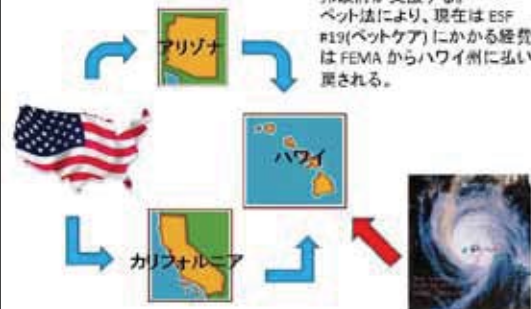 ペット法により、現在は ESF
#19(ペットケア) にかかる経費
は FEMA からハワイ州に払い
戻される。
アリゾナ
ハワイ
カリフォルニア